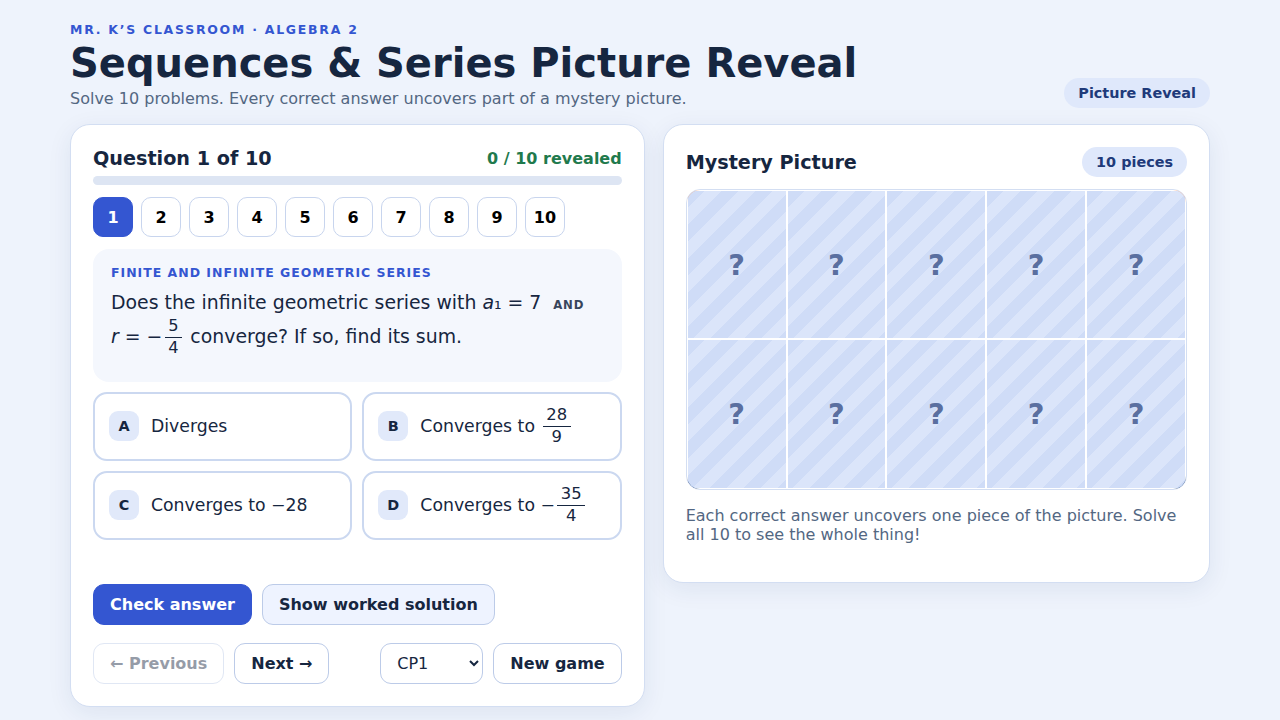 MR. K’S CLASSROOM · ALGEBRA 2
Sequences & Series Picture Reveal
Solve 10 problems. Every correct answer uncovers part of a mystery picture.
Picture Reveal
Question 1 of 10
0 / 10 revealed
1 2 3 4 5 6 7 8 9 10
FINITE AND INFINITE GEOMETRIC SERIES
Does the infinite geometric series with a₁ = 7 AND
r = −5/4 converge? If so, find its sum.
A Diverges
B Converges to 28/9
C Converges to −28
D Converges to −35/4
Check answer
Show worked solution
← Previous
Next →
CP1
New game
Mystery Picture
10 pieces
? ? ? ? ?
? ? ? ? ?
Each correct answer uncovers one piece of the picture. Solve
all 10 to see the whole thing!